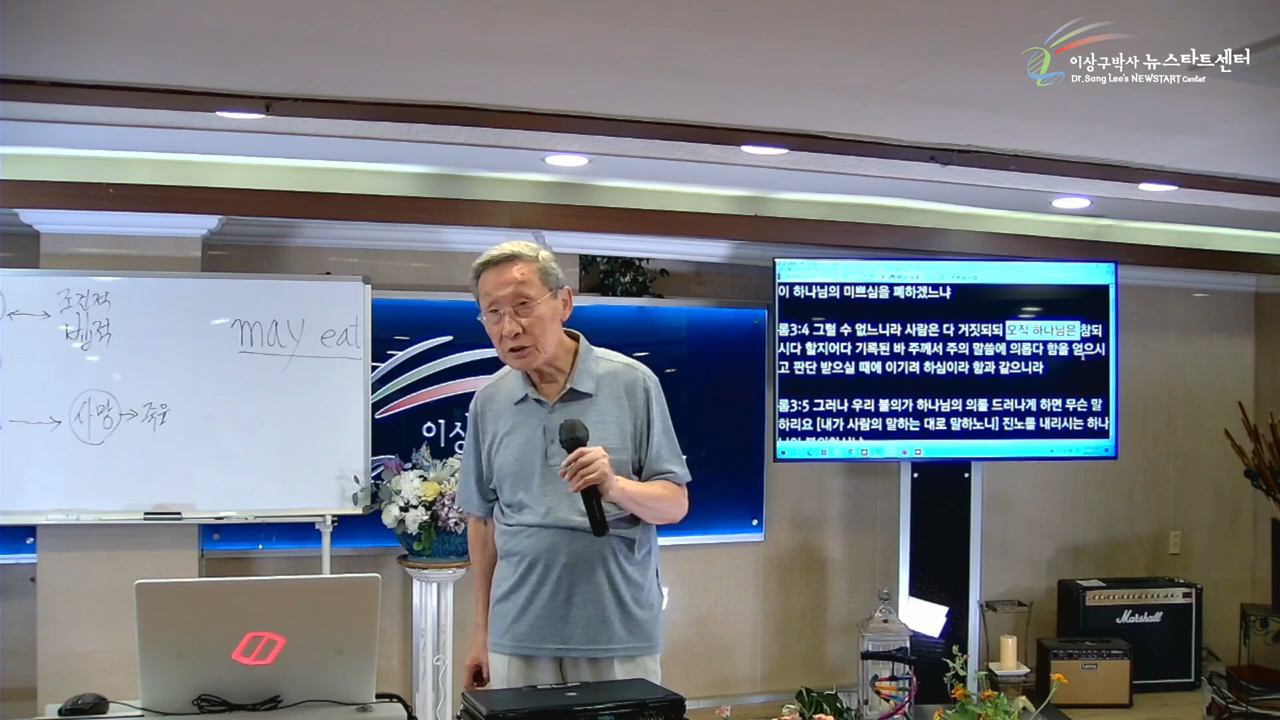 이상구박사 뉴스타트센터
Dr. Sang Lee's NEWSTART Center
조건적
법적
may eat
사망
이상
이 하나님의 미쁘심을 폐하겠느냐
롬3:4 그럴 수 없느니라 사람은 다 거짓되되 오직 하나님은 참되
시다 할지어다 기록된 바 주께서 주의 말씀에 의롭다 함을 얻으시
고 판단 받으실 때에 이기려 하심이라 함과 같으니라
롬3:5 그러나 우리 불의가 하나님의 의를 드러나게 하면 무슨 말
하리요 [내가 사람의 말하는 대로 말하노니] 진노를 내리시는 하나
Marshall